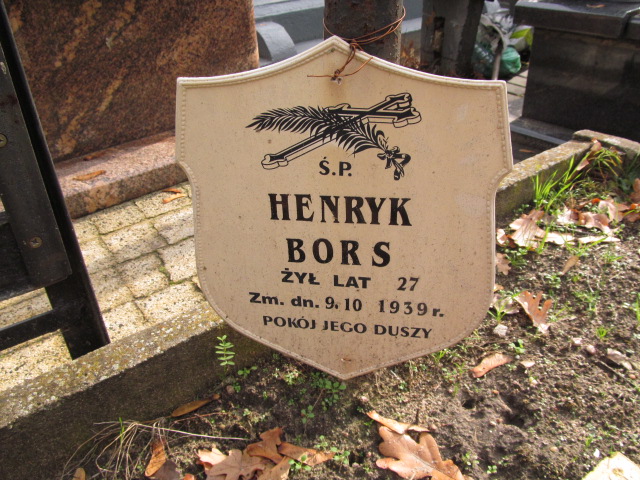 Ś.P.
HENRYK
BORS
ŻYŁ LAT 27
Zm. dn. 9.10 1939 r.
POKÓJ JEGO DUSZY